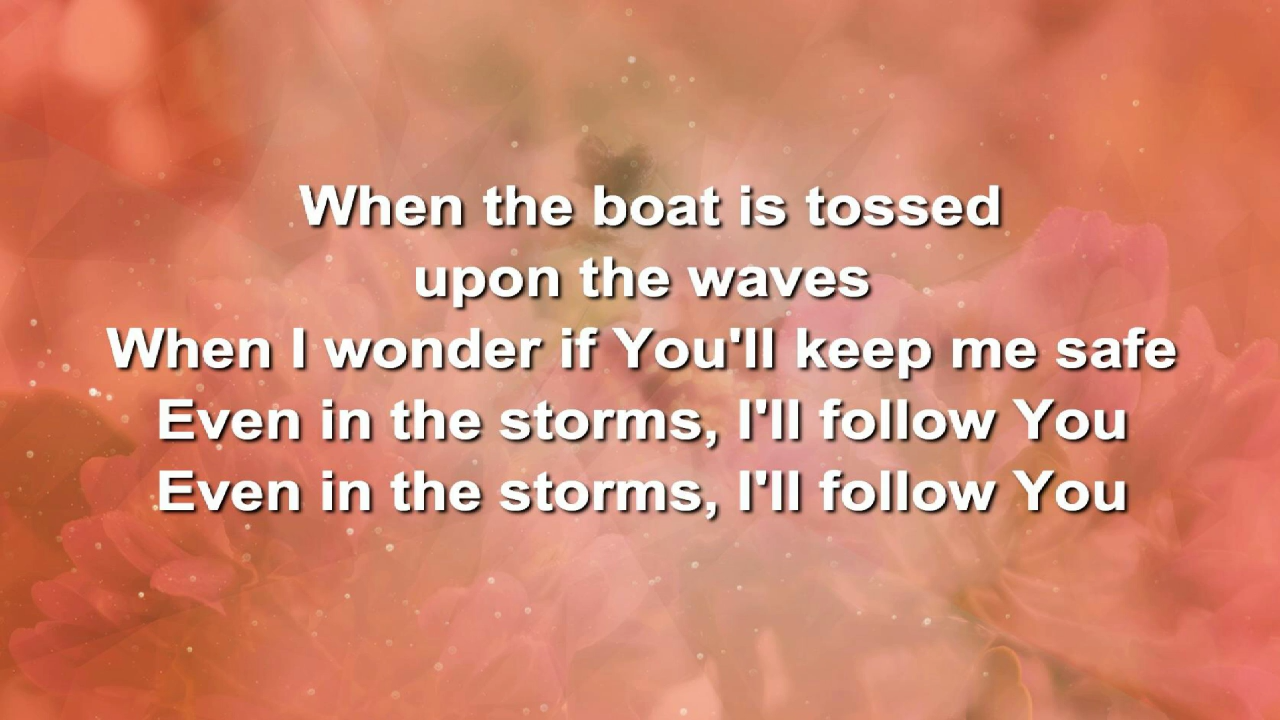 When the boat is tossed
upon the waves
When I wonder if You'll keep me safe
Even in the storms, I'll follow You
Even in the storms, I'll follow You